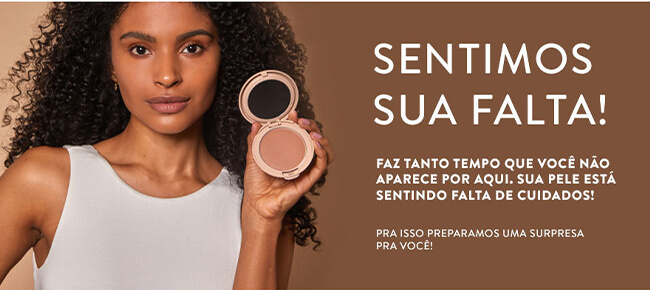 SENTIMOS
SUA FALTA!
FAZ TANTO TEMPO QUE VOCÊ NÃO
APARECE POR AQUI. SUA PELE ESTÁ
SENTINDO FALTA DE CUIDADOS!
PRA ISSO PREPARAMOS UMA SURPRESA
PRA VOCÊ!